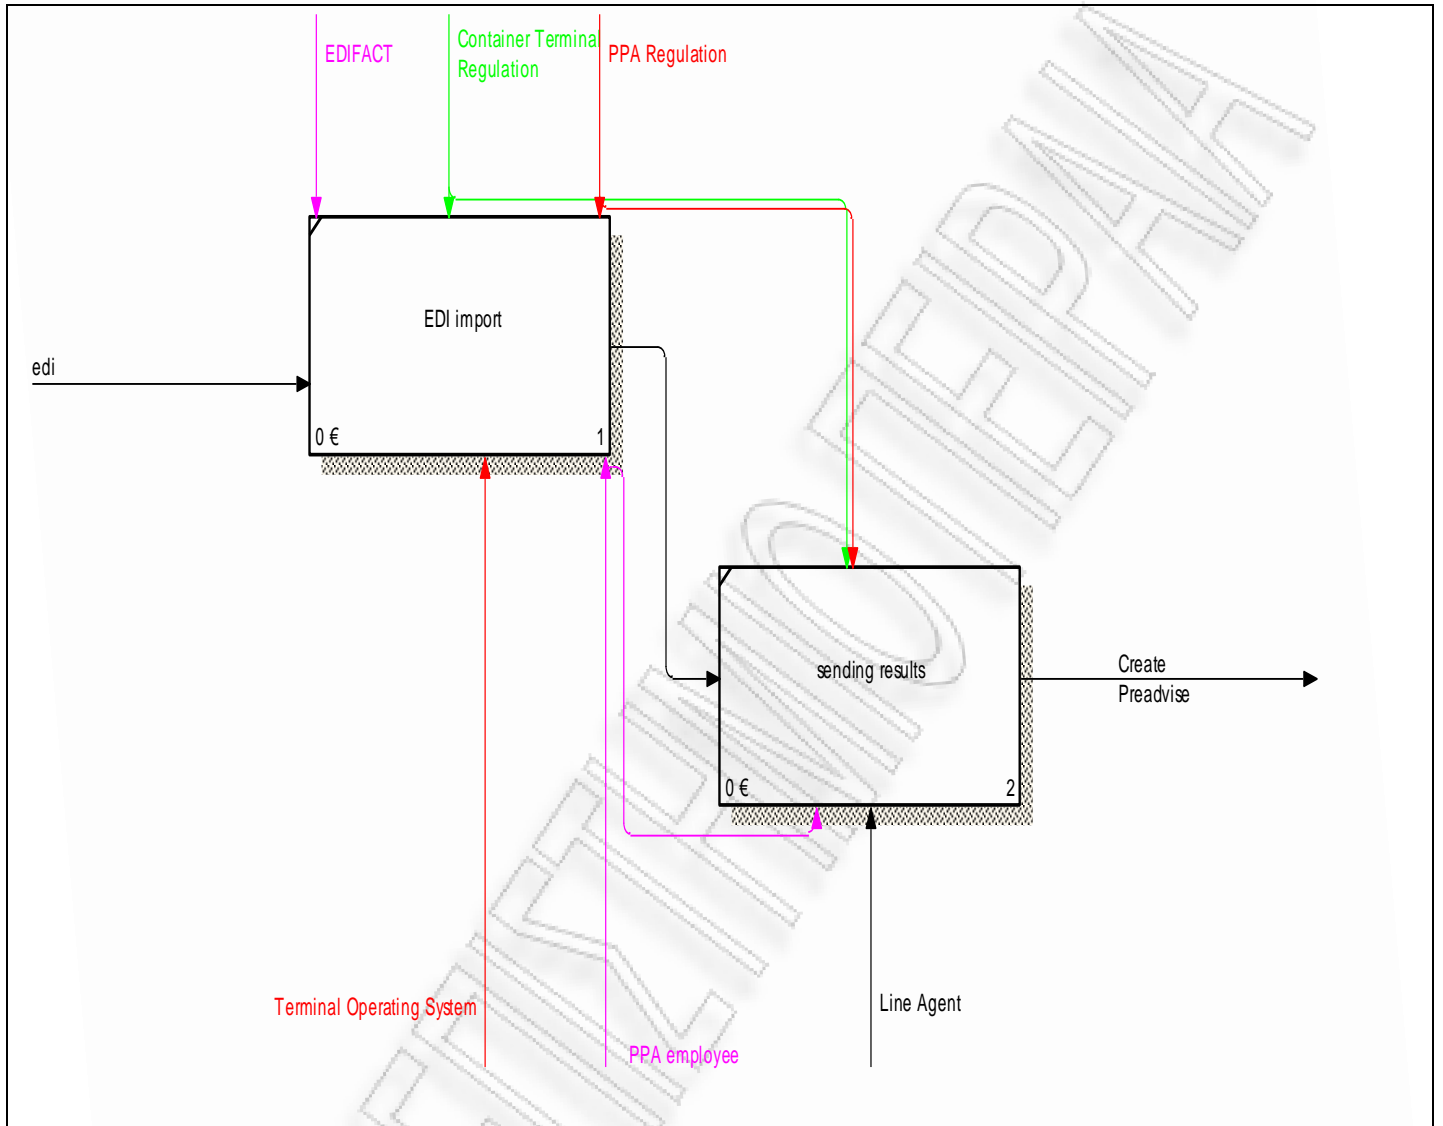 EDIFACT
Container Terminal
Regulation
PPA Regulation
EDI import
edi
0 €
1
sending results
Create
Preadvise
0 €
2
Terminal Operating System
Line Agent
PPA employee